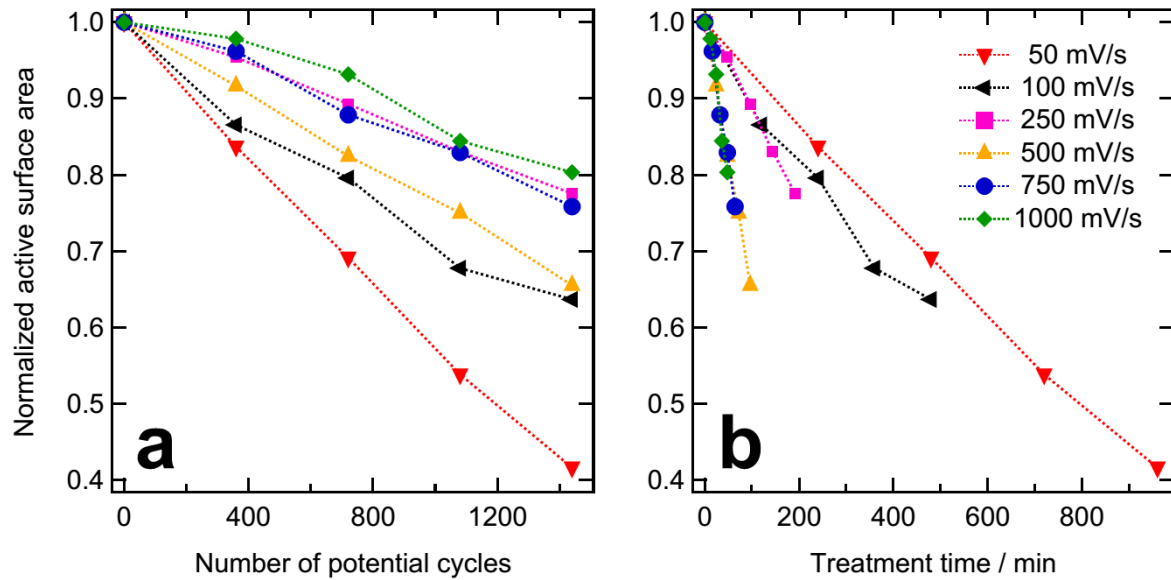 Normalized active surface area
1.0
0.9
0.8
0.7
0.6
0.5
0.4
a
0
400
800
1200
Number of potential cycles
1.0
0.9
0.8
0.7
0.6
0.5
0.4
b
50 mV/s
100 mV/s
250 mV/s
500 mV/s
750 mV/s
1000 mV/s
0
200
400
600
800
Treatment time / min